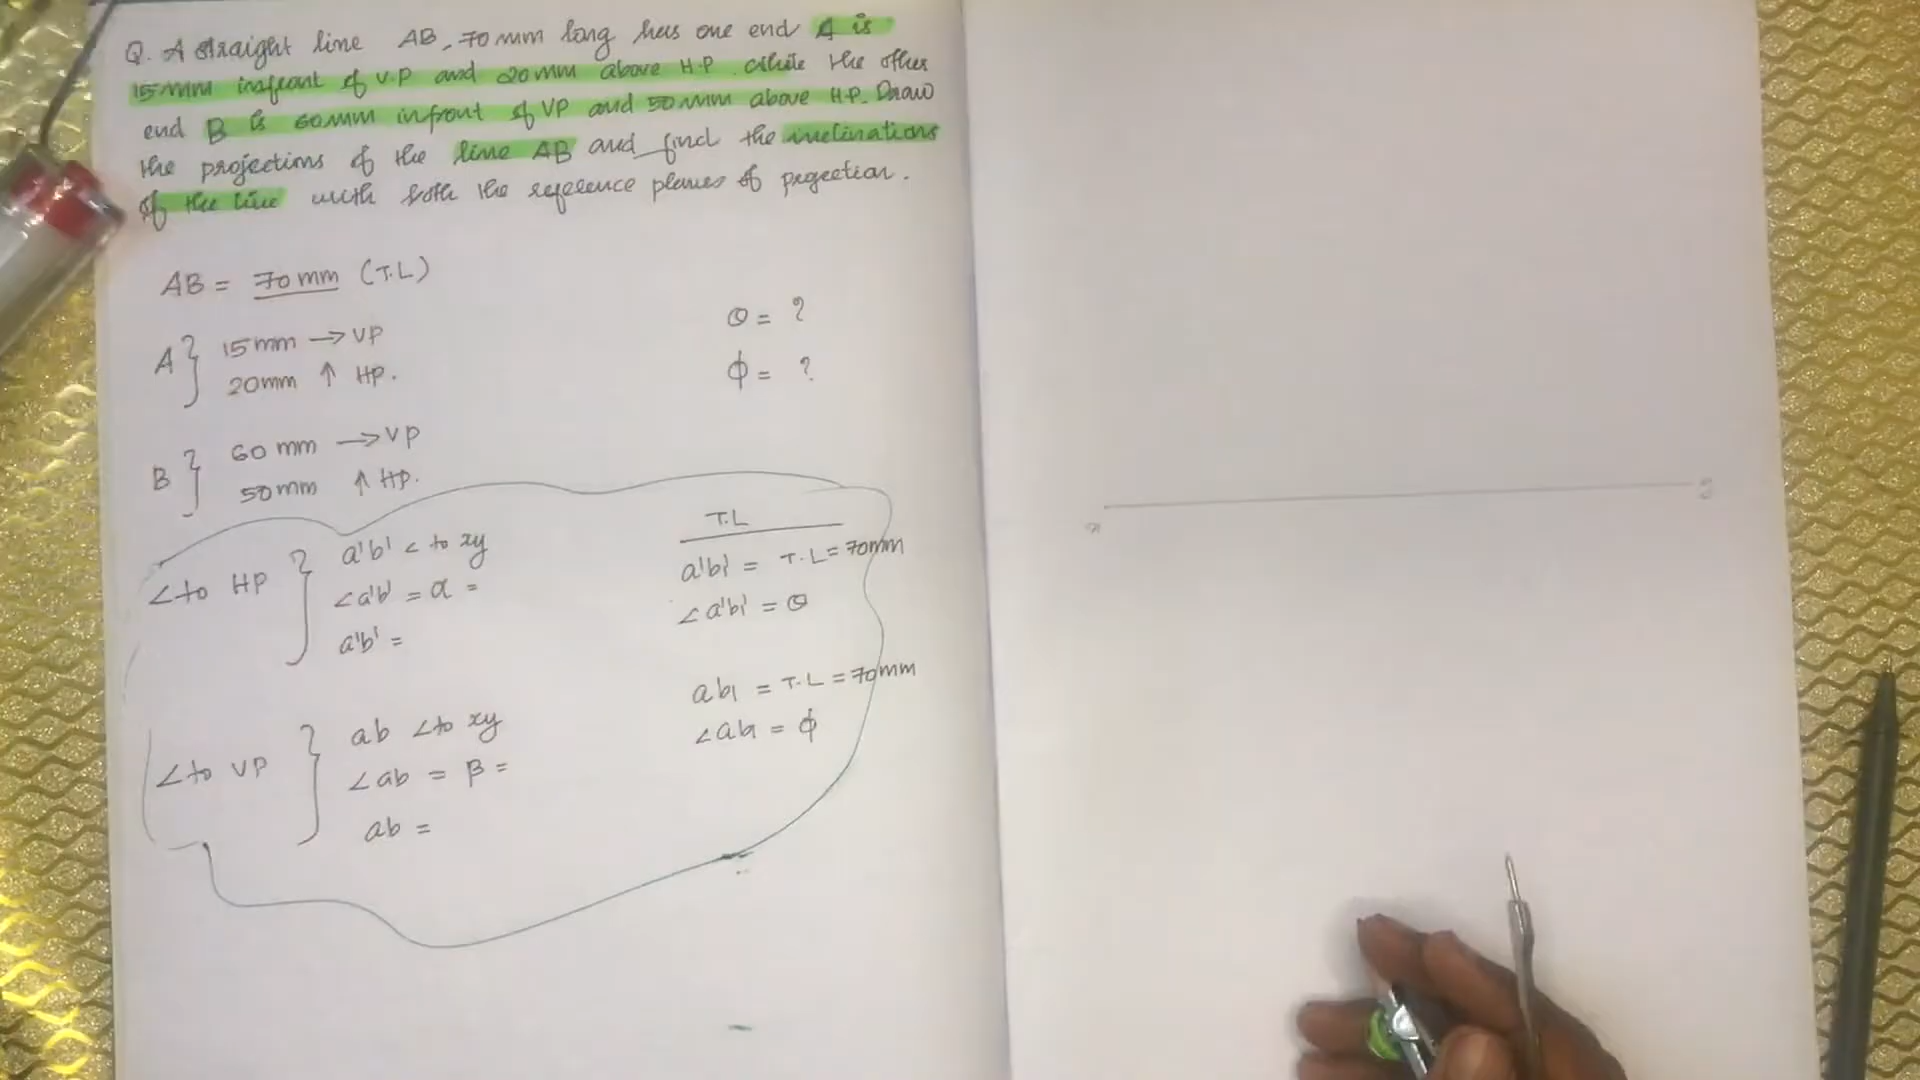 Q. A straight line AB, 70 mm long has one end A is
15mm infront of V.P and 20mm above H.P. While the other
end B is 60mm infront of VP and 50mm above H.P. Draw
the projections of the line AB and find the inclinations
of the line with both the reference planes of
AB = 70mm (T.L)
A} 15mm → VP
20mm ↑ HP.
θ = ?
ϕ = ?
B} 60 mm → VP
50mm ↑ HP.
∠ to HP } a'b' ∠ to xy
∠a'b' = α =
a'b' =
T.L
a'b1' = T.L = 70mm
∠a'b1' = θ
∠ to VP } ab ∠ to xy
∠ab = β =
ab =
ab1 = T.L = 70mm
∠ab1 = ϕ
x
y